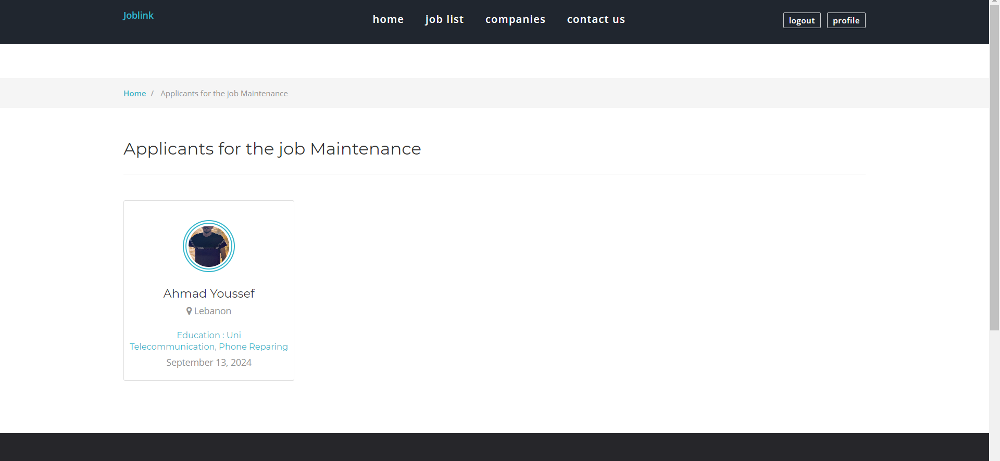 Joblink
home
job list
companies
contact us
logout
profile
Home / Applicants for the job Maintenance
Applicants for the job Maintenance
Ahmad Youssef
Lebanon
Education : Uni
Telecommunication, Phone Reparing
September 13, 2024